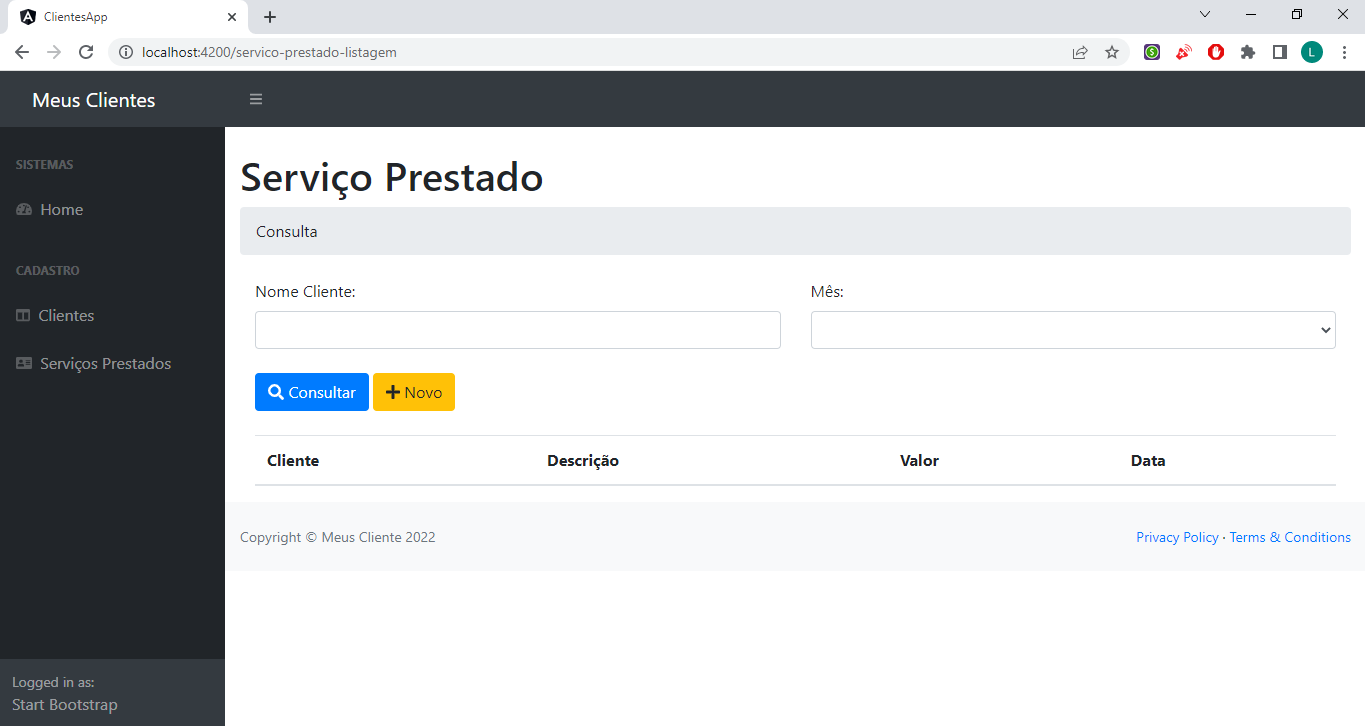 ClientesApp
localhost:4200/servico-prestado-listagem
L
Meus Clientes
SISTEMAS
Home
CADASTRO
Clientes
Serviços Prestados
Logged in as:
Start Bootstrap
Serviço Prestado
Consulta
Nome Cliente: Mês:
Consultar Novo
Cliente Descrição Valor Data
Copyright © Meus Cliente 2022 Privacy Policy · Terms & Conditions